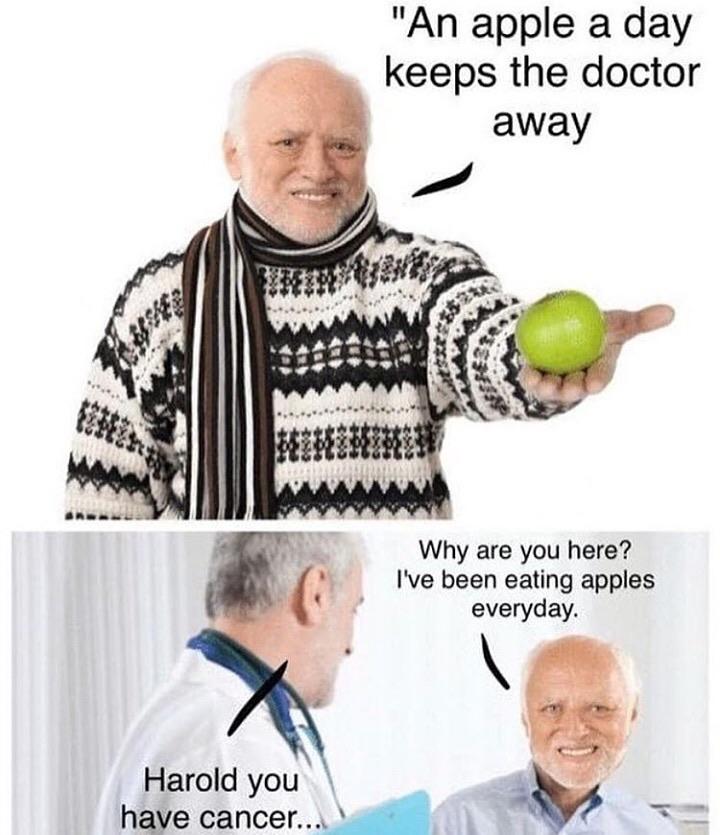 "An apple a day
keeps the doctor
away
Why are you here?
I've been eating apples
everyday.
Harold you
have cancer...